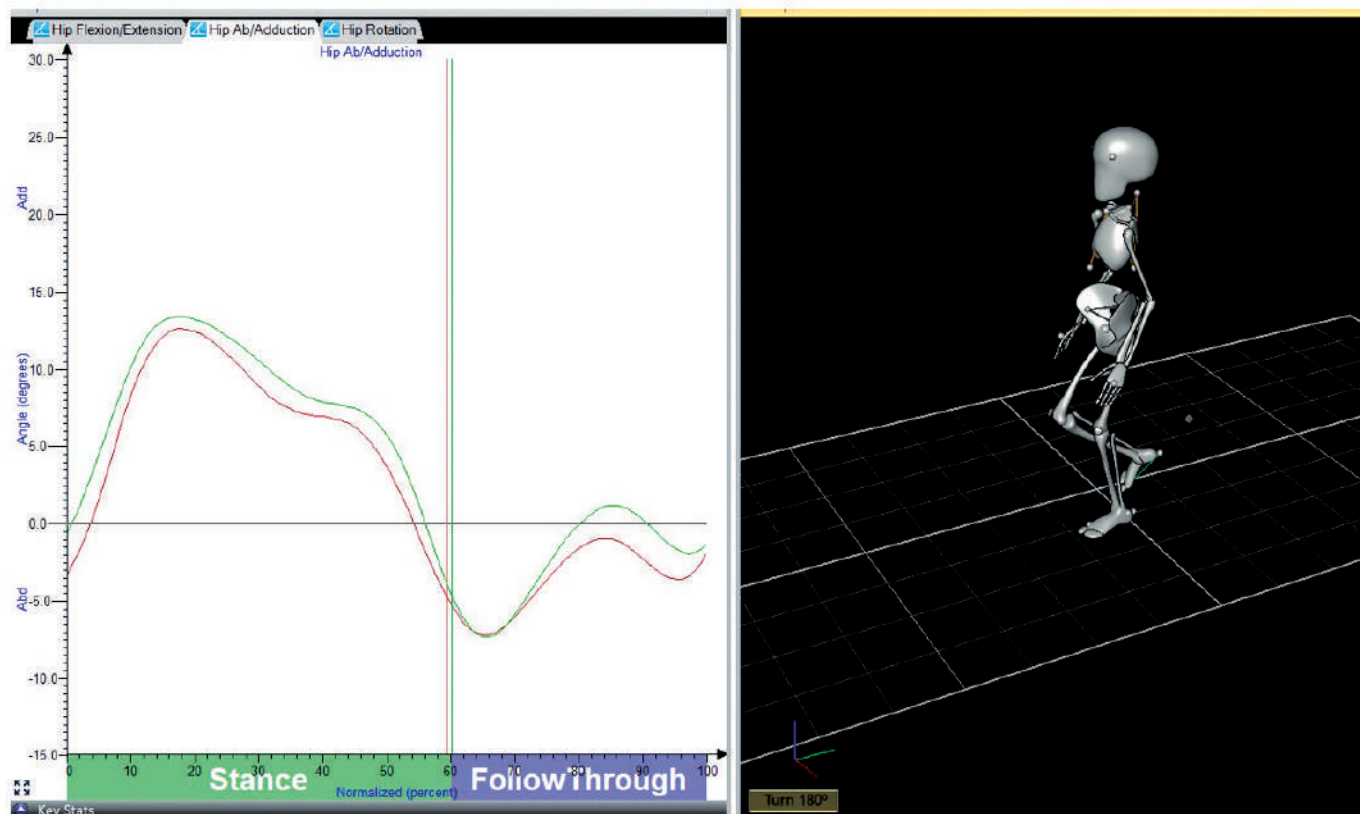 Hip Flexion/Extension Hip Ab/Adduction Hip Rotation
Hip Ab/Adduction
30.0
25.0
Add
20.0
15.0
Angle (degrees)
10.0
5.0
0.0
Abd
-5.0
-10.0
-15.0
0 10 20 30 40 50 60 70 80 90 100
Stance FollowThrough
Normalized (percent)
Key Stats
Turn 180º